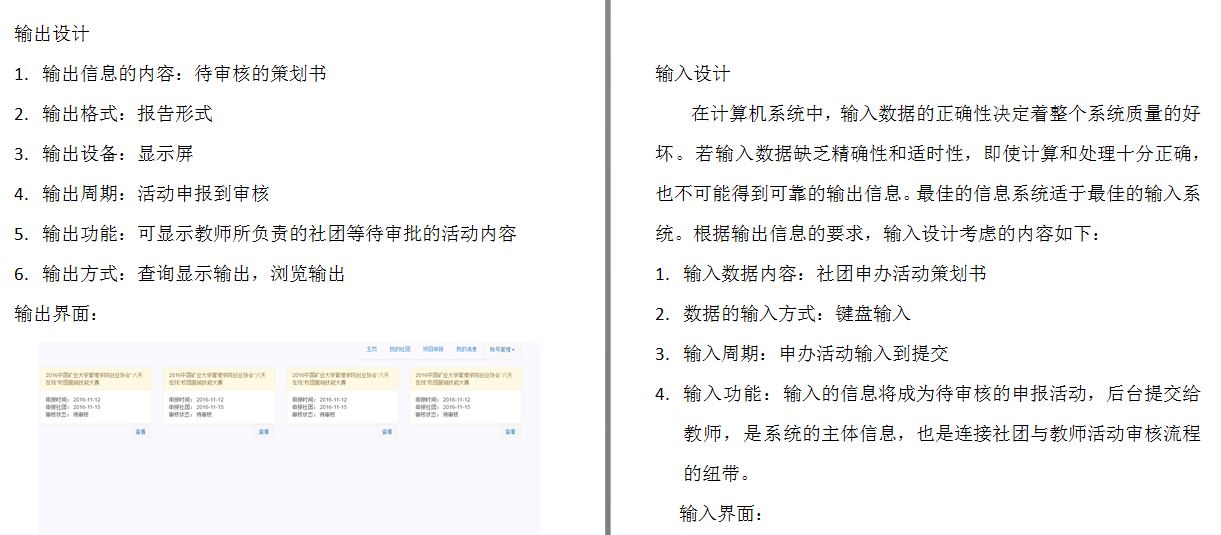 输出设计
1. 输出信息的内容：待审核的策划书
2. 输出格式：报告形式
3. 输出设备：显示屏
4. 输出周期：活动申报到审核
5. 输出功能：可显示教师所负责的社团等待审批的活动内容
6. 输出方式：查询显示输出，浏览输出
输出界面：
主页 我的社团 项目申报 我的消息 账号管理
2016中国矿业大学管理学院创业协会"八天
在线"校园营销技能大赛
申报时间： 2016-11-12
申报社团： 2016-11-15
审核状态： 待审核
查看
2016中国矿业大学管理学院创业协会"八天
在线"校园营销技能大赛
申报时间： 2016-11-12
申报社团： 2016-11-15
审核状态： 待审核
查看
2016中国矿业大学管理学院创业协会"八天
在线"校园营销技能大赛
申报时间： 2016-11-12
申报社团： 2016-11-15
审核状态： 待审核
查看
2016中国矿业大学管理学院创业协会"八天
在线"校园营销技能大赛
申报时间： 2016-11-12
申报社团： 2016-11-15
审核状态： 待审核
查看
输入设计
在计算机系统中，输入数据的正确性决定着整个系统质量的好
坏。若输入数据缺乏精确性和适时性，即使计算和处理十分正确，
也不可能得到可靠的输出信息。最佳的信息系统适于最佳的输入系
统。根据输出信息的要求，输入设计考虑的内容如下：
1. 输入数据内容：社团申办活动策划书
2. 数据的输入方式：键盘输入
3. 输入周期：申办活动输入到提交
4. 输入功能：输入的信息将成为待审核的申报活动，后台提交给
教师，是系统的主体信息，也是连接社团与教师活动审核流程
的纽带。
输入界面：